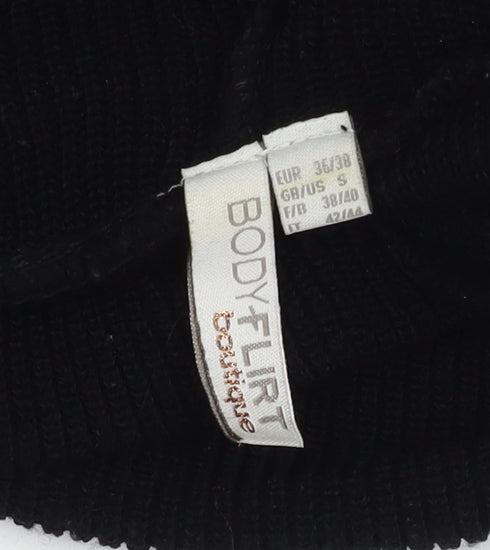 EUR 36/38
GB/US S
F/B 38/40
IT 42/44
BODYFLIRT
boutique